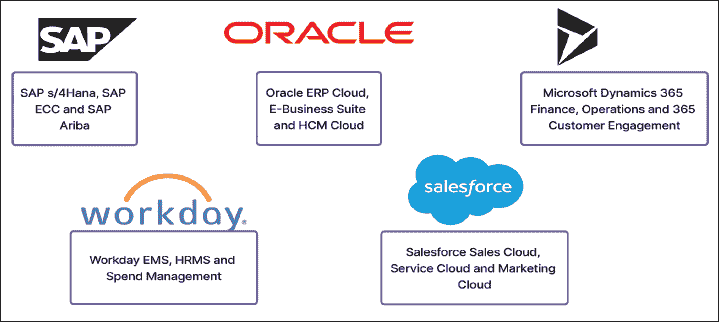 SAP
ORACLE
SAP s/4Hana, SAP
ECC and SAP
Ariba
Oracle ERP Cloud,
E-Business Suite
and HCM Cloud
Microsoft Dynamics 365
Finance, Operations and 365
Customer Engagement
workday.
salesforce
Workday EMS, HRMS and
Spend Management
Salesforce Sales Cloud,
Service Cloud and Marketing
Cloud